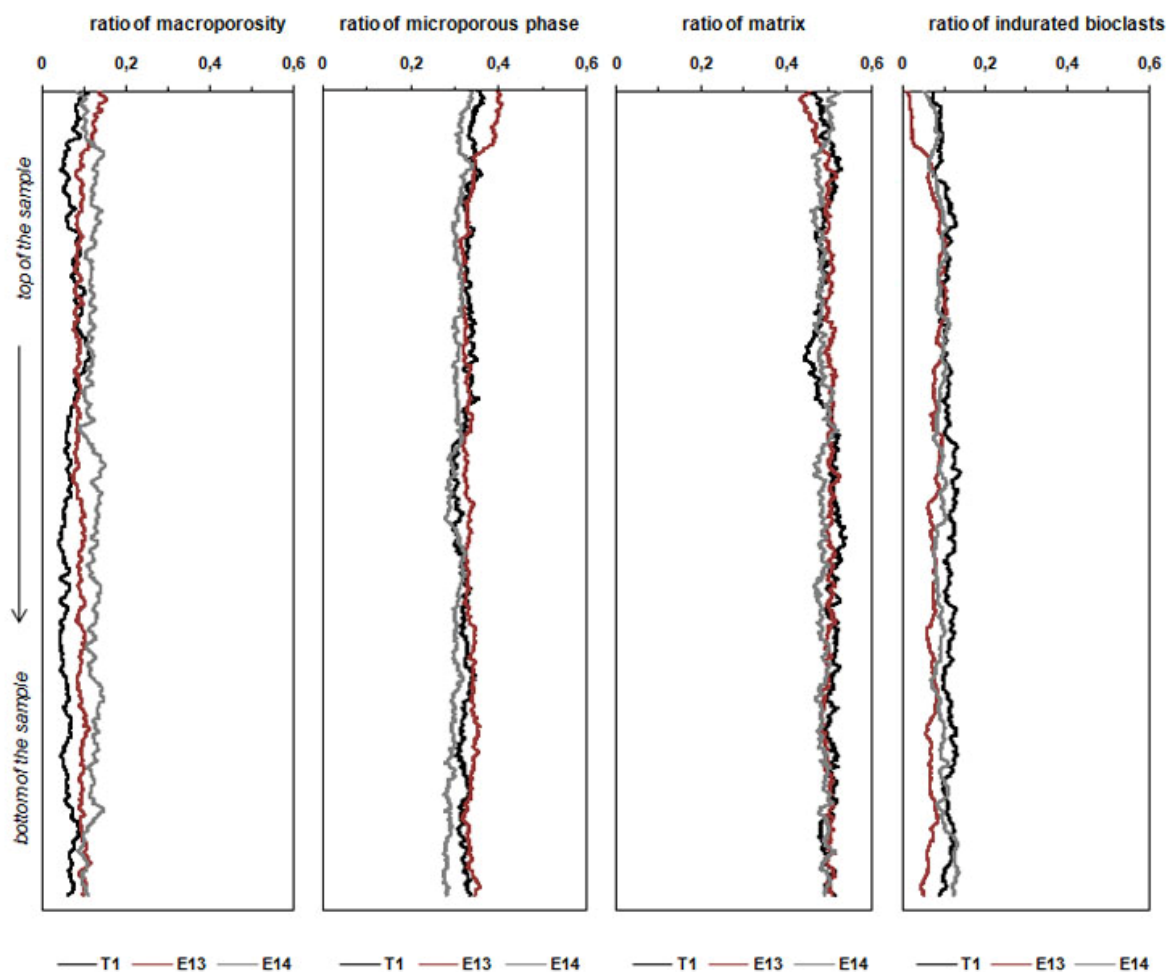 ratio of macroporosity
ratio of microporous phase
ratio of matrix
ratio of indurated bioclasts
0 0,2 0,4 0,6
0 0,2 0,4 0,6
0 0,2 0,4 0,6
0 0,2 0,4 0,6
top of the sample
bottom of the sample
T1 E13 E14
T1 E13 E14
T1 E13 E14
T1 E13 E14